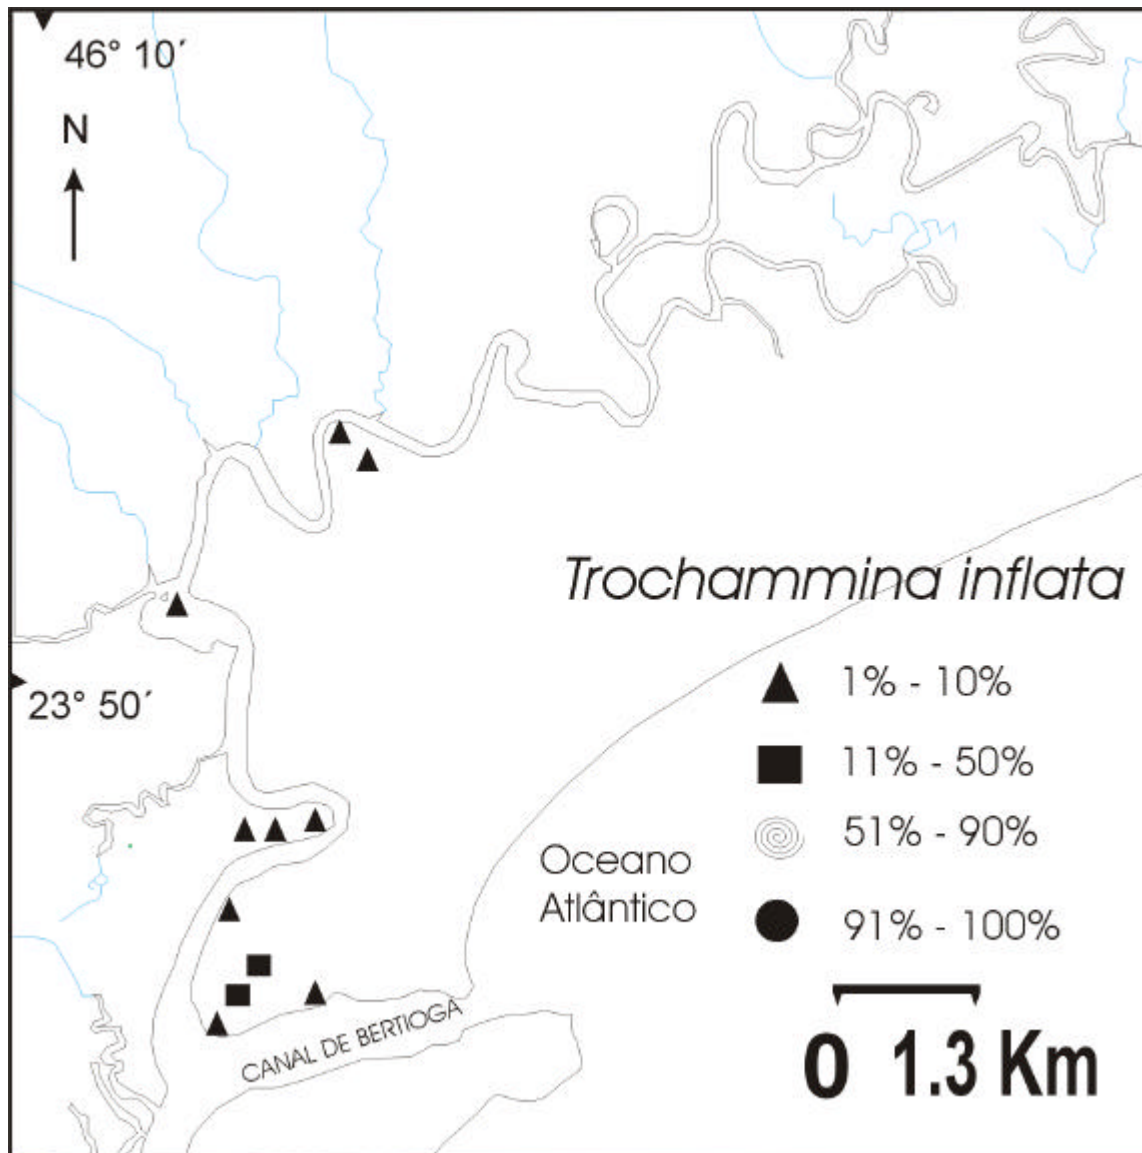 46° 10´
N
Trochammina inflata
1% - 10%
23° 50´
11% - 50%
51% - 90%
Oceano
Atlântico
91% - 100%
CANAL DE BERTIOGA
0 1.3 Km